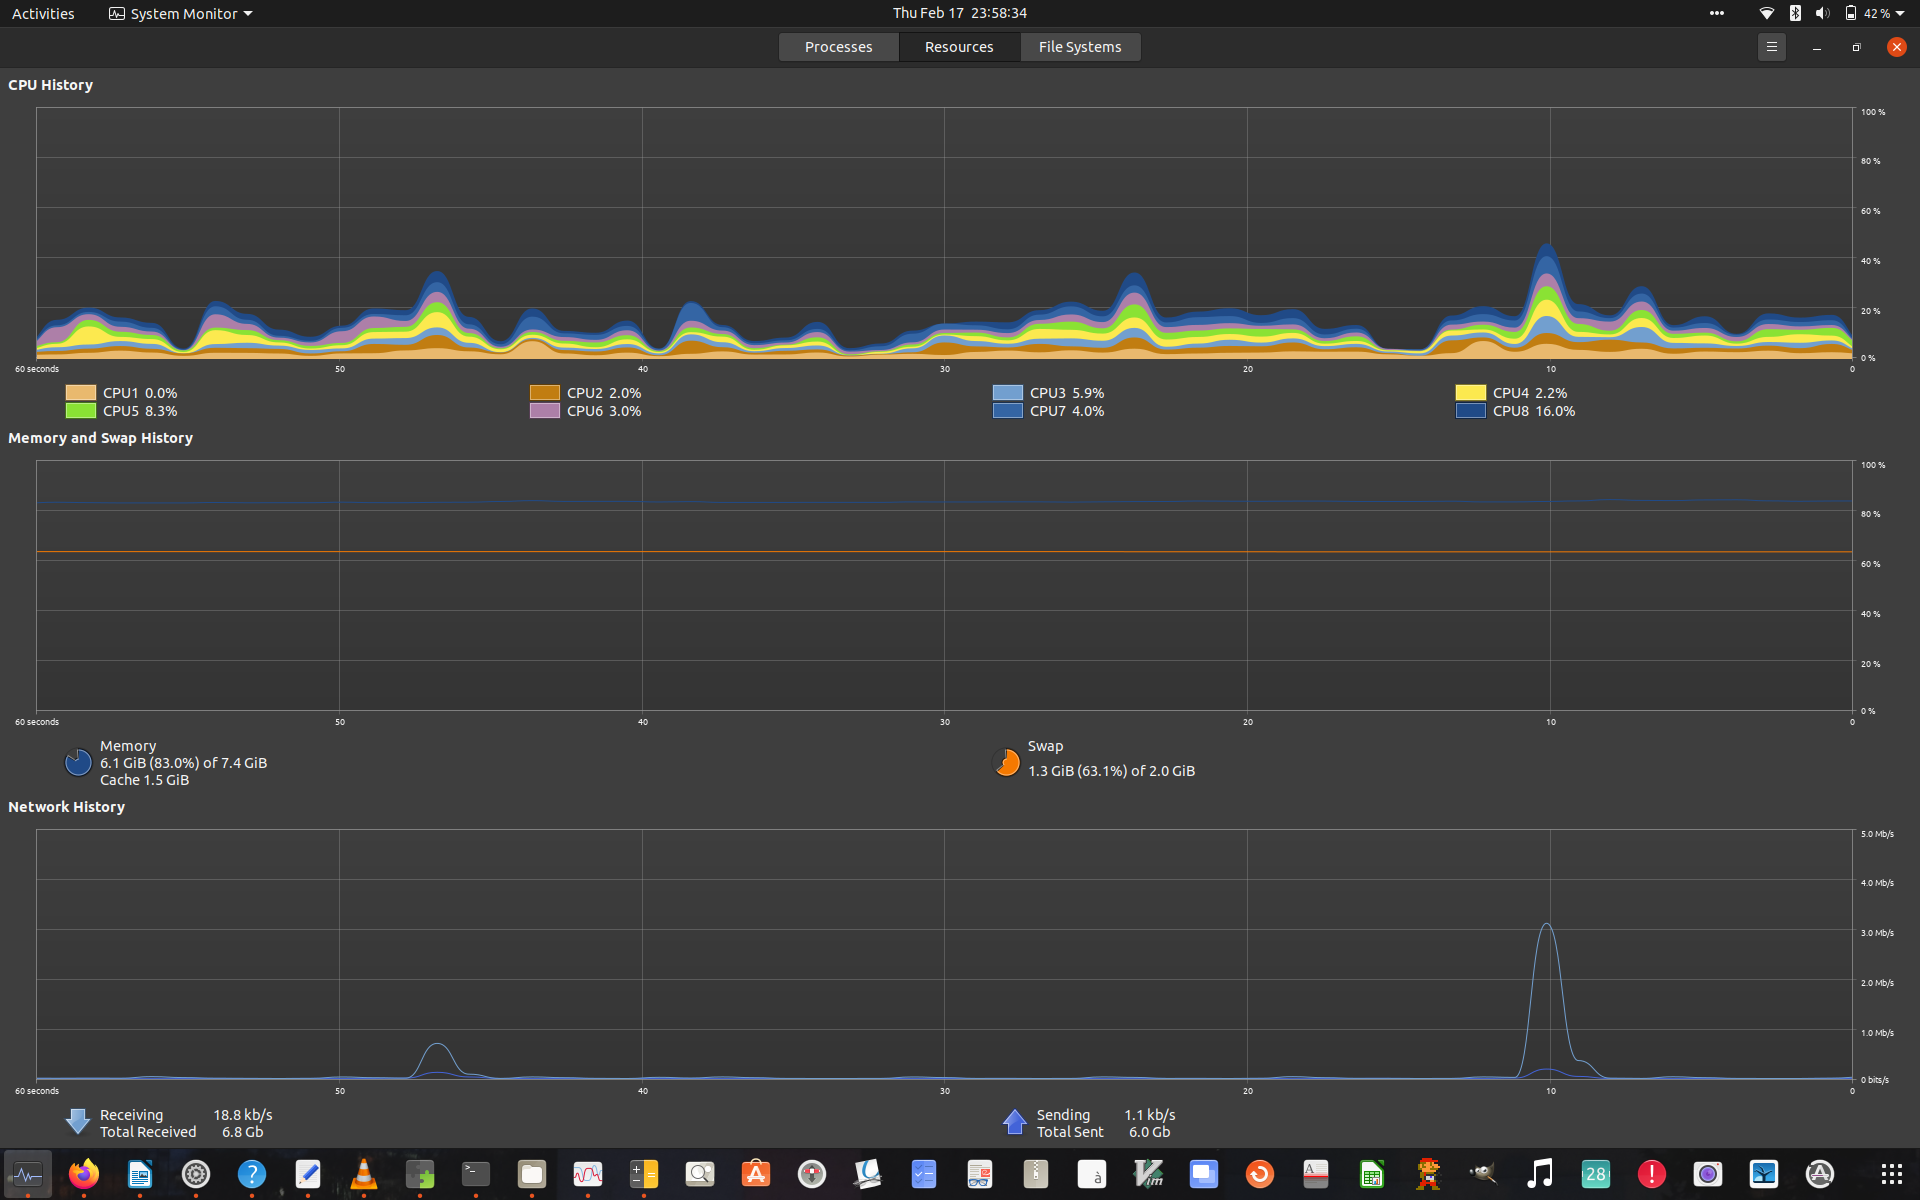 Activities
System Monitor
Thu Feb 17 23:58:34
42 %
Processes
Resources
File Systems
CPU History
100 %
80 %
60 %
40 %
20 %
0 %
60 seconds 50 40 30 20 10 0
CPU1 0.0% CPU2 2.0% CPU3 5.9% CPU4 2.2%
CPU5 8.3% CPU6 3.0% CPU7 4.0% CPU8 16.0%
Memory and Swap History
100 %
80 %
60 %
40 %
20 %
0 %
60 seconds 50 40 30 20 10 0
Memory
6.1 GiB (83.0%) of 7.4 GiB
Cache 1.5 GiB
Swap
1.3 GiB (63.1%) of 2.0 GiB
Network History
5.0 Mb/s
4.0 Mb/s
3.0 Mb/s
2.0 Mb/s
1.0 Mb/s
0 bits/s
60 seconds 50 40 30 20 10 0
Receiving 18.8 kb/s
Total Received 6.8 Gb
Sending 1.1 kb/s
Total Sent 6.0 Gb
?
>_
à
Vim
A
28
!